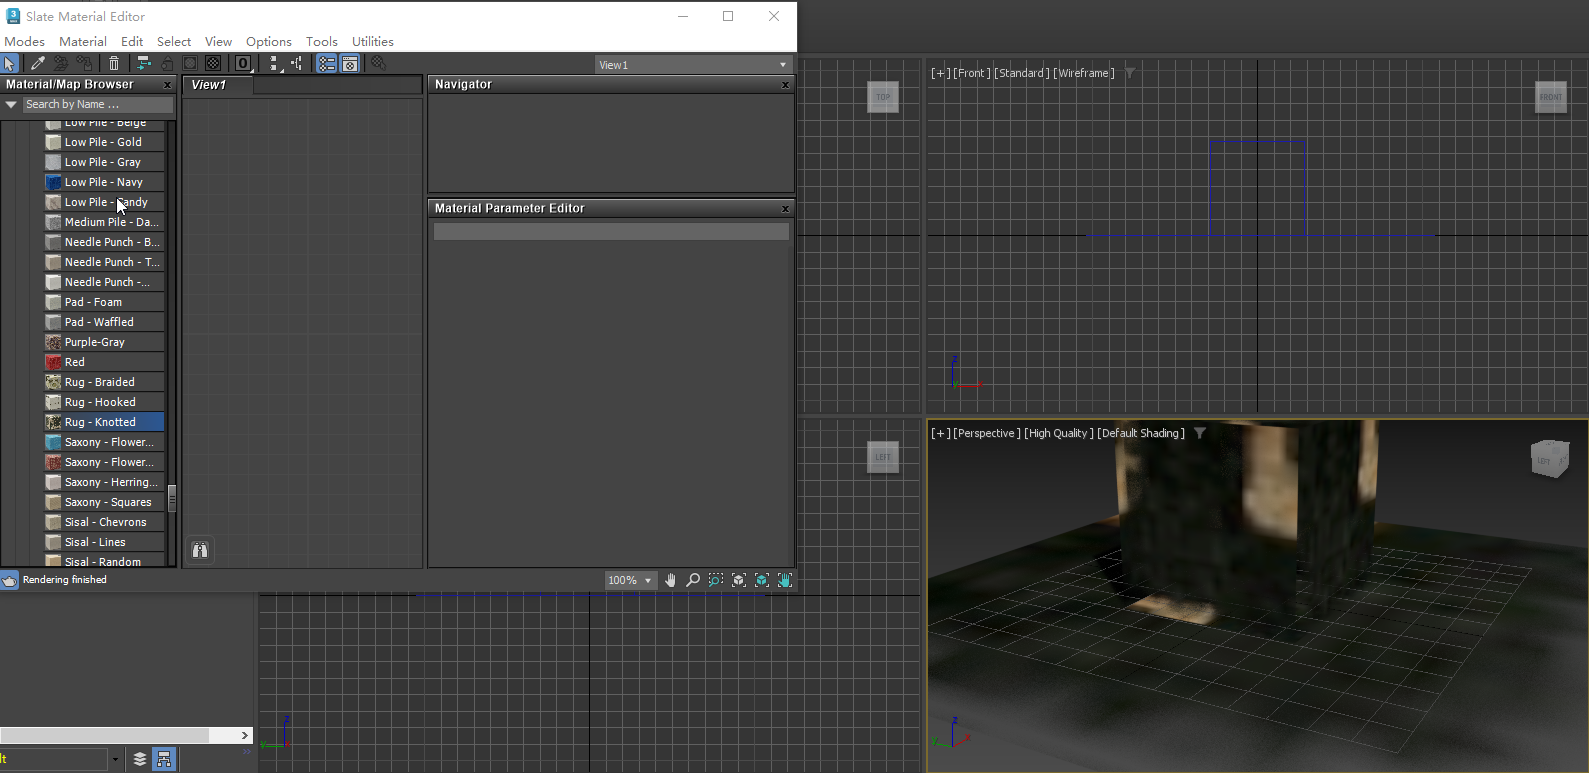 Slate Material Editor
Modes Material Edit Select View Options Tools Utilities
View1
Material/Map Browser
View1
Navigator
Search by Name ...
Low Pile - Beige
Low Pile - Gold
Low Pile - Gray
Low Pile - Navy
Low Pile -
Medium Pile - Da...
Needle Punch - B...
Needle Punch - T...
Needle Punch -...
Pad - Foam
Pad - Waffled
Purple-Gray
Red
Rug - Braided
Rug - Hooked
Rug - Knotted
Saxony - Flower...
Saxony - Flower...
Saxony - Herring...
Saxony - Squares
Sisal - Chevrons
Sisal - Lines
Sisal - Random
Material Parameter Editor
Rendering finished
100%
TOP
[+] [Front] [Standard] [Wireframe]
FRONT
z
LEFT
[+] [Perspective] [High Quality] [Default Shading]
LEFT
z
y
z
lt